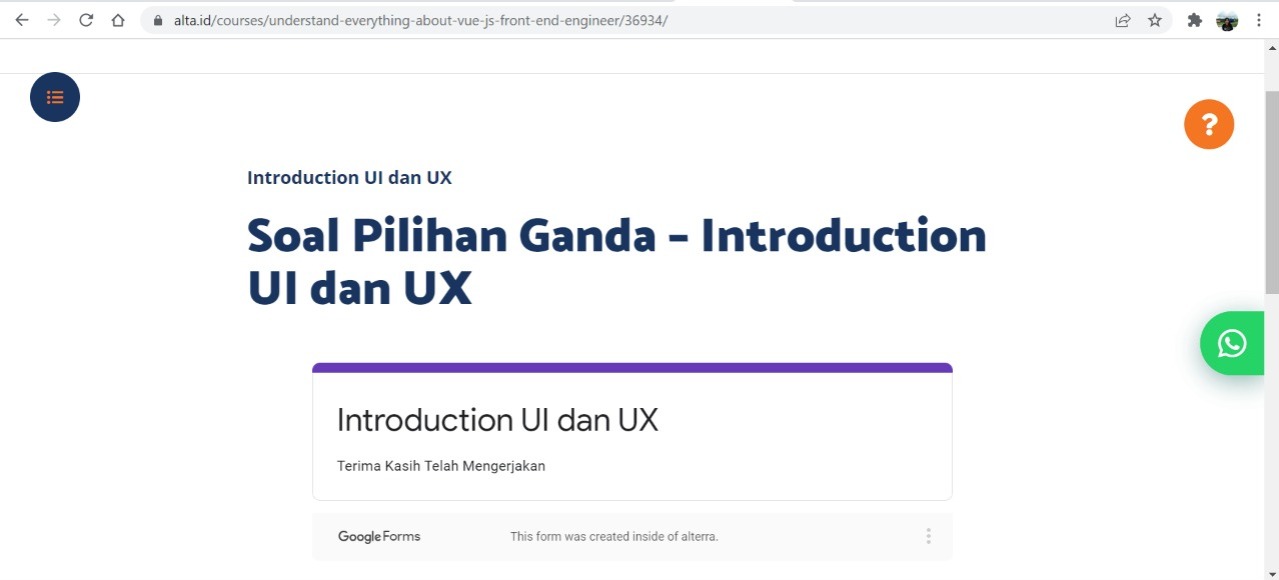 alta.id/courses/understand-everything-about-vue-js-front-end-engineer/36934/
?
Introduction UI dan UX
Soal Pilihan Ganda – Introduction
UI dan UX
Introduction UI dan UX
Terima Kasih Telah Mengerjakan
Google Forms This form was created inside of alterra.